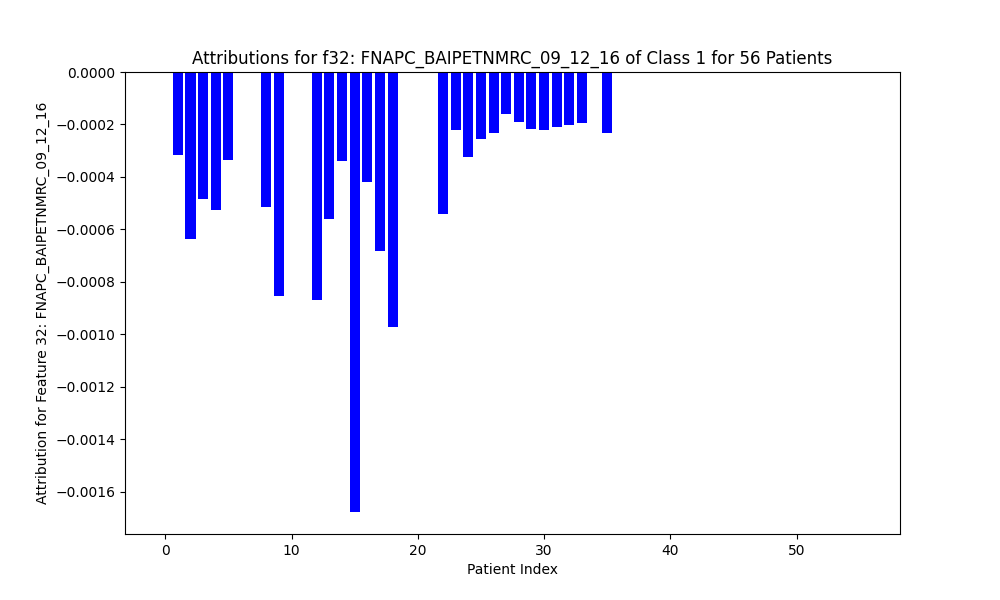 Attributions for f32: FNAPC_BAIPETNMRC_09_12_16 of Class 1 for 56 Patients
Attribution for Feature 32: FNAPC_BAIPETNMRC_09_12_16
0.0000
−0.0002
−0.0004
−0.0006
−0.0008
−0.0010
−0.0012
−0.0014
−0.0016
0 10 20 30 40 50
Patient Index